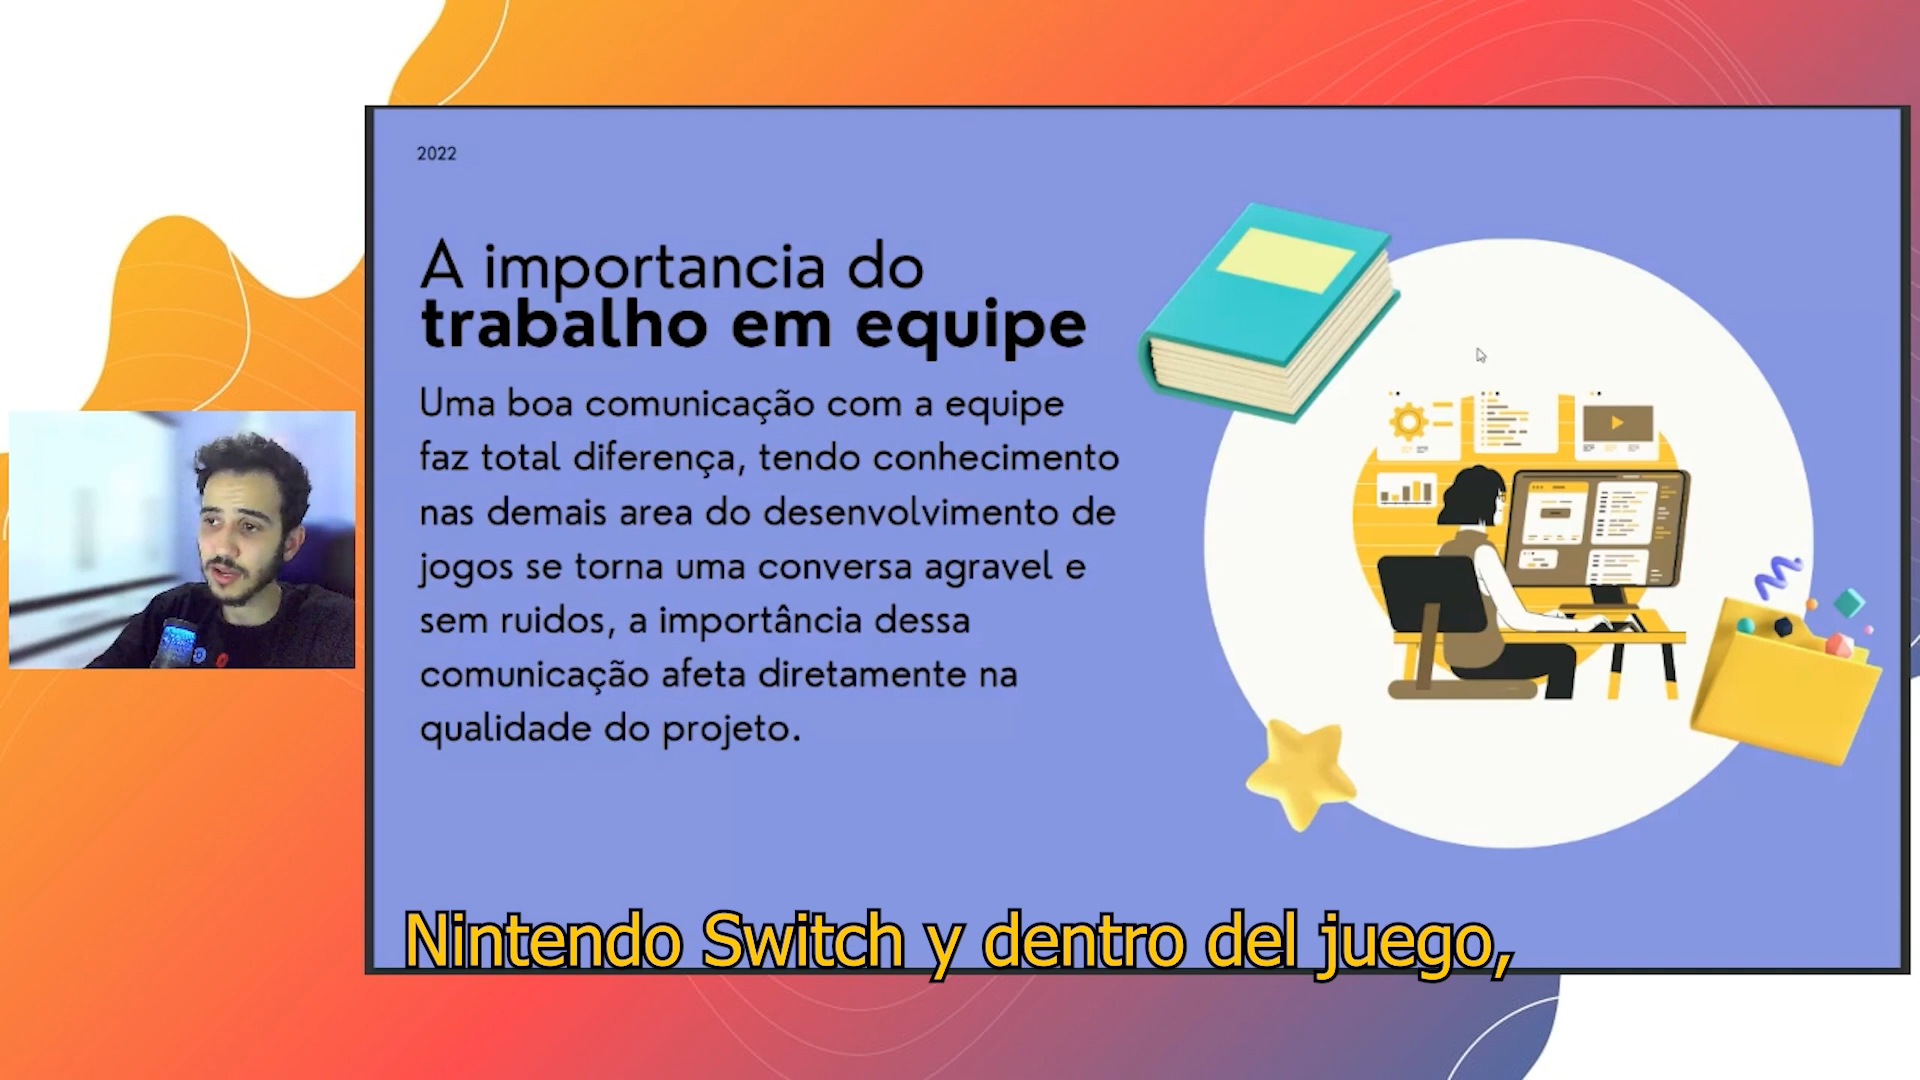 2022
A importancia do
trabalho em equipe
Uma boa comunicação com a equipe
faz total diferença, tendo conhecimento
nas demais area do desenvolvimento de
jogos se torna uma conversa agravel e
sem ruidos, a importância dessa
comunicação afeta diretamente na
qualidade do projeto.
Nintendo Switch y dentro del juego,